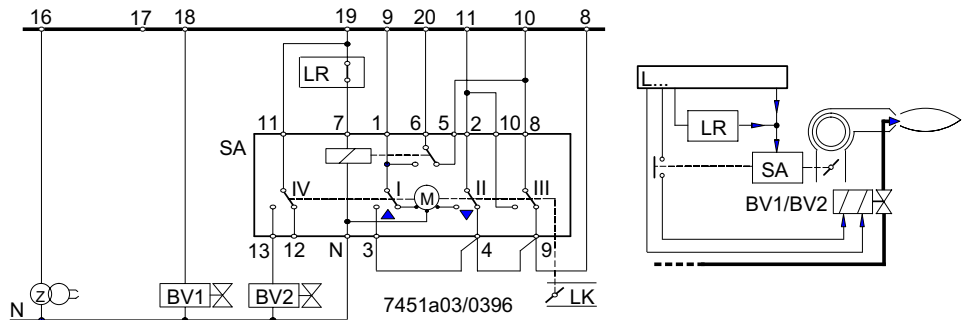 16 17 18 19 9 20 11 10 8
LR
11 7 1 6 5 2 10 8
SA
IV I M II III
13 12 N 3 4 9
Z BV1 BV2 7451a03/0396 LK
N
L...
LR
SA
BV1/BV2